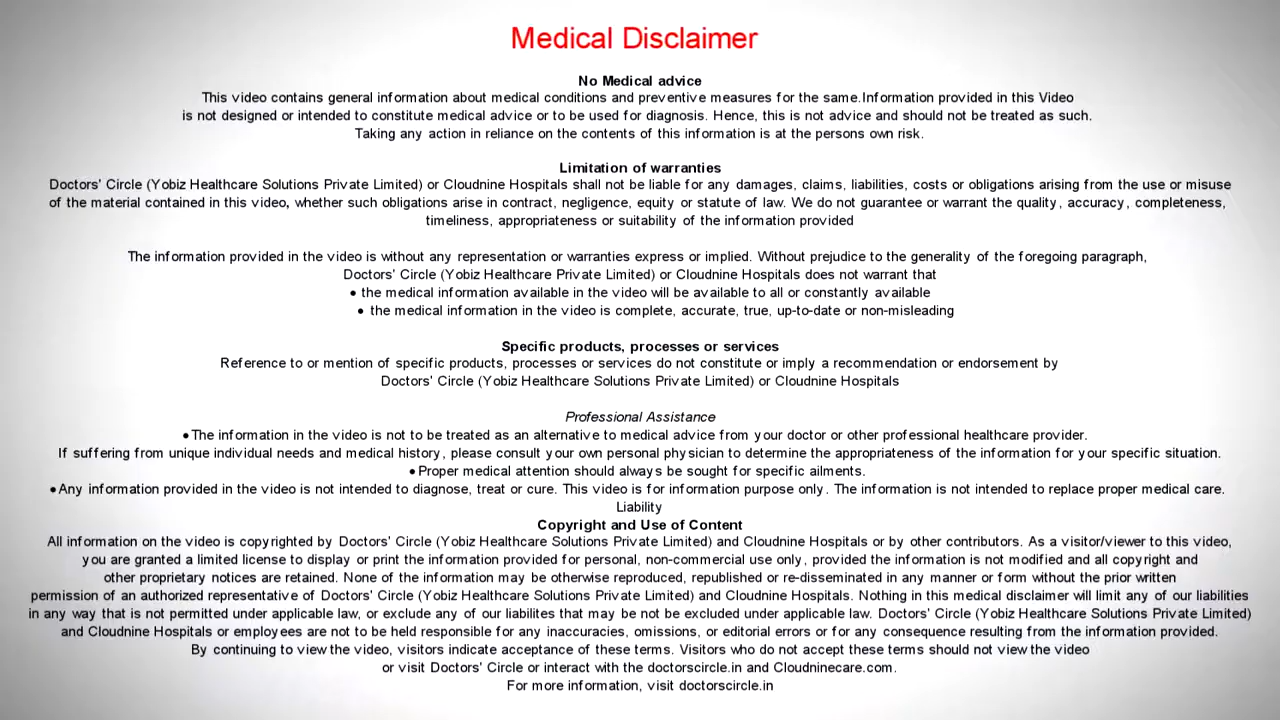 Medical Disclaimer
No Medical advice
This video contains general information about medical conditions and preventive measures for the same.Information provided in this Video
is not designed or intended to constitute medical advice or to be used for diagnosis. Hence, this is not advice and should not be treated as such.
Taking any action in reliance on the contents of this information is at the persons own risk.
Limitation of warranties
Doctors' Circle (Yobiz Healthcare Solutions Private Limited) or Cloudnine Hospitals shall not be liable for any damages, claims, liabilities, costs or obligations arising from the use or misuse
of the material contained in this video, whether such obligations arise in contract, negligence, equity or statute of law. We do not guarantee or warrant the quality, accuracy, completeness,
timeliness, appropriateness or suitability of the information provided
The information provided in the video is without any representation or warranties express or implied. Without prejudice to the generality of the foregoing paragraph,
Doctors' Circle (Yobiz Healthcare Private Limited) or Cloudnine Hospitals does not warrant that
• the medical information available in the video will be available to all or constantly available
• the medical information in the video is complete, accurate, true, up-to-date or non-misleading
Specific products, processes or services
Reference to or mention of specific products, processes or services do not constitute or imply a recommendation or endorsement by
Doctors' Circle (Yobiz Healthcare Solutions Private Limited) or Cloudnine Hospitals
Professional Assistance
•The information in the video is not to be treated as an alternative to medical advice from your doctor or other professional healthcare provider.
If suffering from unique individual needs and medical history, please consult your own personal physician to determine the appropriateness of the information for your specific situation.
•Proper medical attention should always be sought for specific ailments.
•Any information provided in the video is not intended to diagnose, treat or cure. This video is for information purpose only. The information is not intended to replace proper medical care.
Liability
Copyright and Use of Content
All information on the video is copyrighted by Doctors' Circle (Yobiz Healthcare Solutions Private Limited) and Cloudnine Hospitals or by other contributors. As a visitor/viewer to this video,
you are granted a limited license to display or print the information provided for personal, non-commercial use only, provided the information is not modified and all copyright and
other proprietary notices are retained. None of the information may be otherwise reproduced, republished or re-disseminated in any manner or form without the prior written
permission of an authorized representative of Doctors' Circle (Yobiz Healthcare Solutions Private Limited) and Cloudnine Hospitals. Nothing in this medical disclaimer will limit any of our liabilities
in any way that is not permitted under applicable law, or exclude any of our liabilites that may be not be excluded under applicable law. Doctors' Circle (Yobiz Healthcare Solutions Private Limited)
and Cloudnine Hospitals or employees are not to be held responsible for any inaccuracies, omissions, or editorial errors or for any consequence resulting from the information provided.
By continuing to view the video, visitors indicate acceptance of these terms. Visitors who do not accept these terms should not view the video
or visit Doctors' Circle or interact with the doctorscircle.in and Cloudninecare.com.
For more information, visit doctorscircle.in